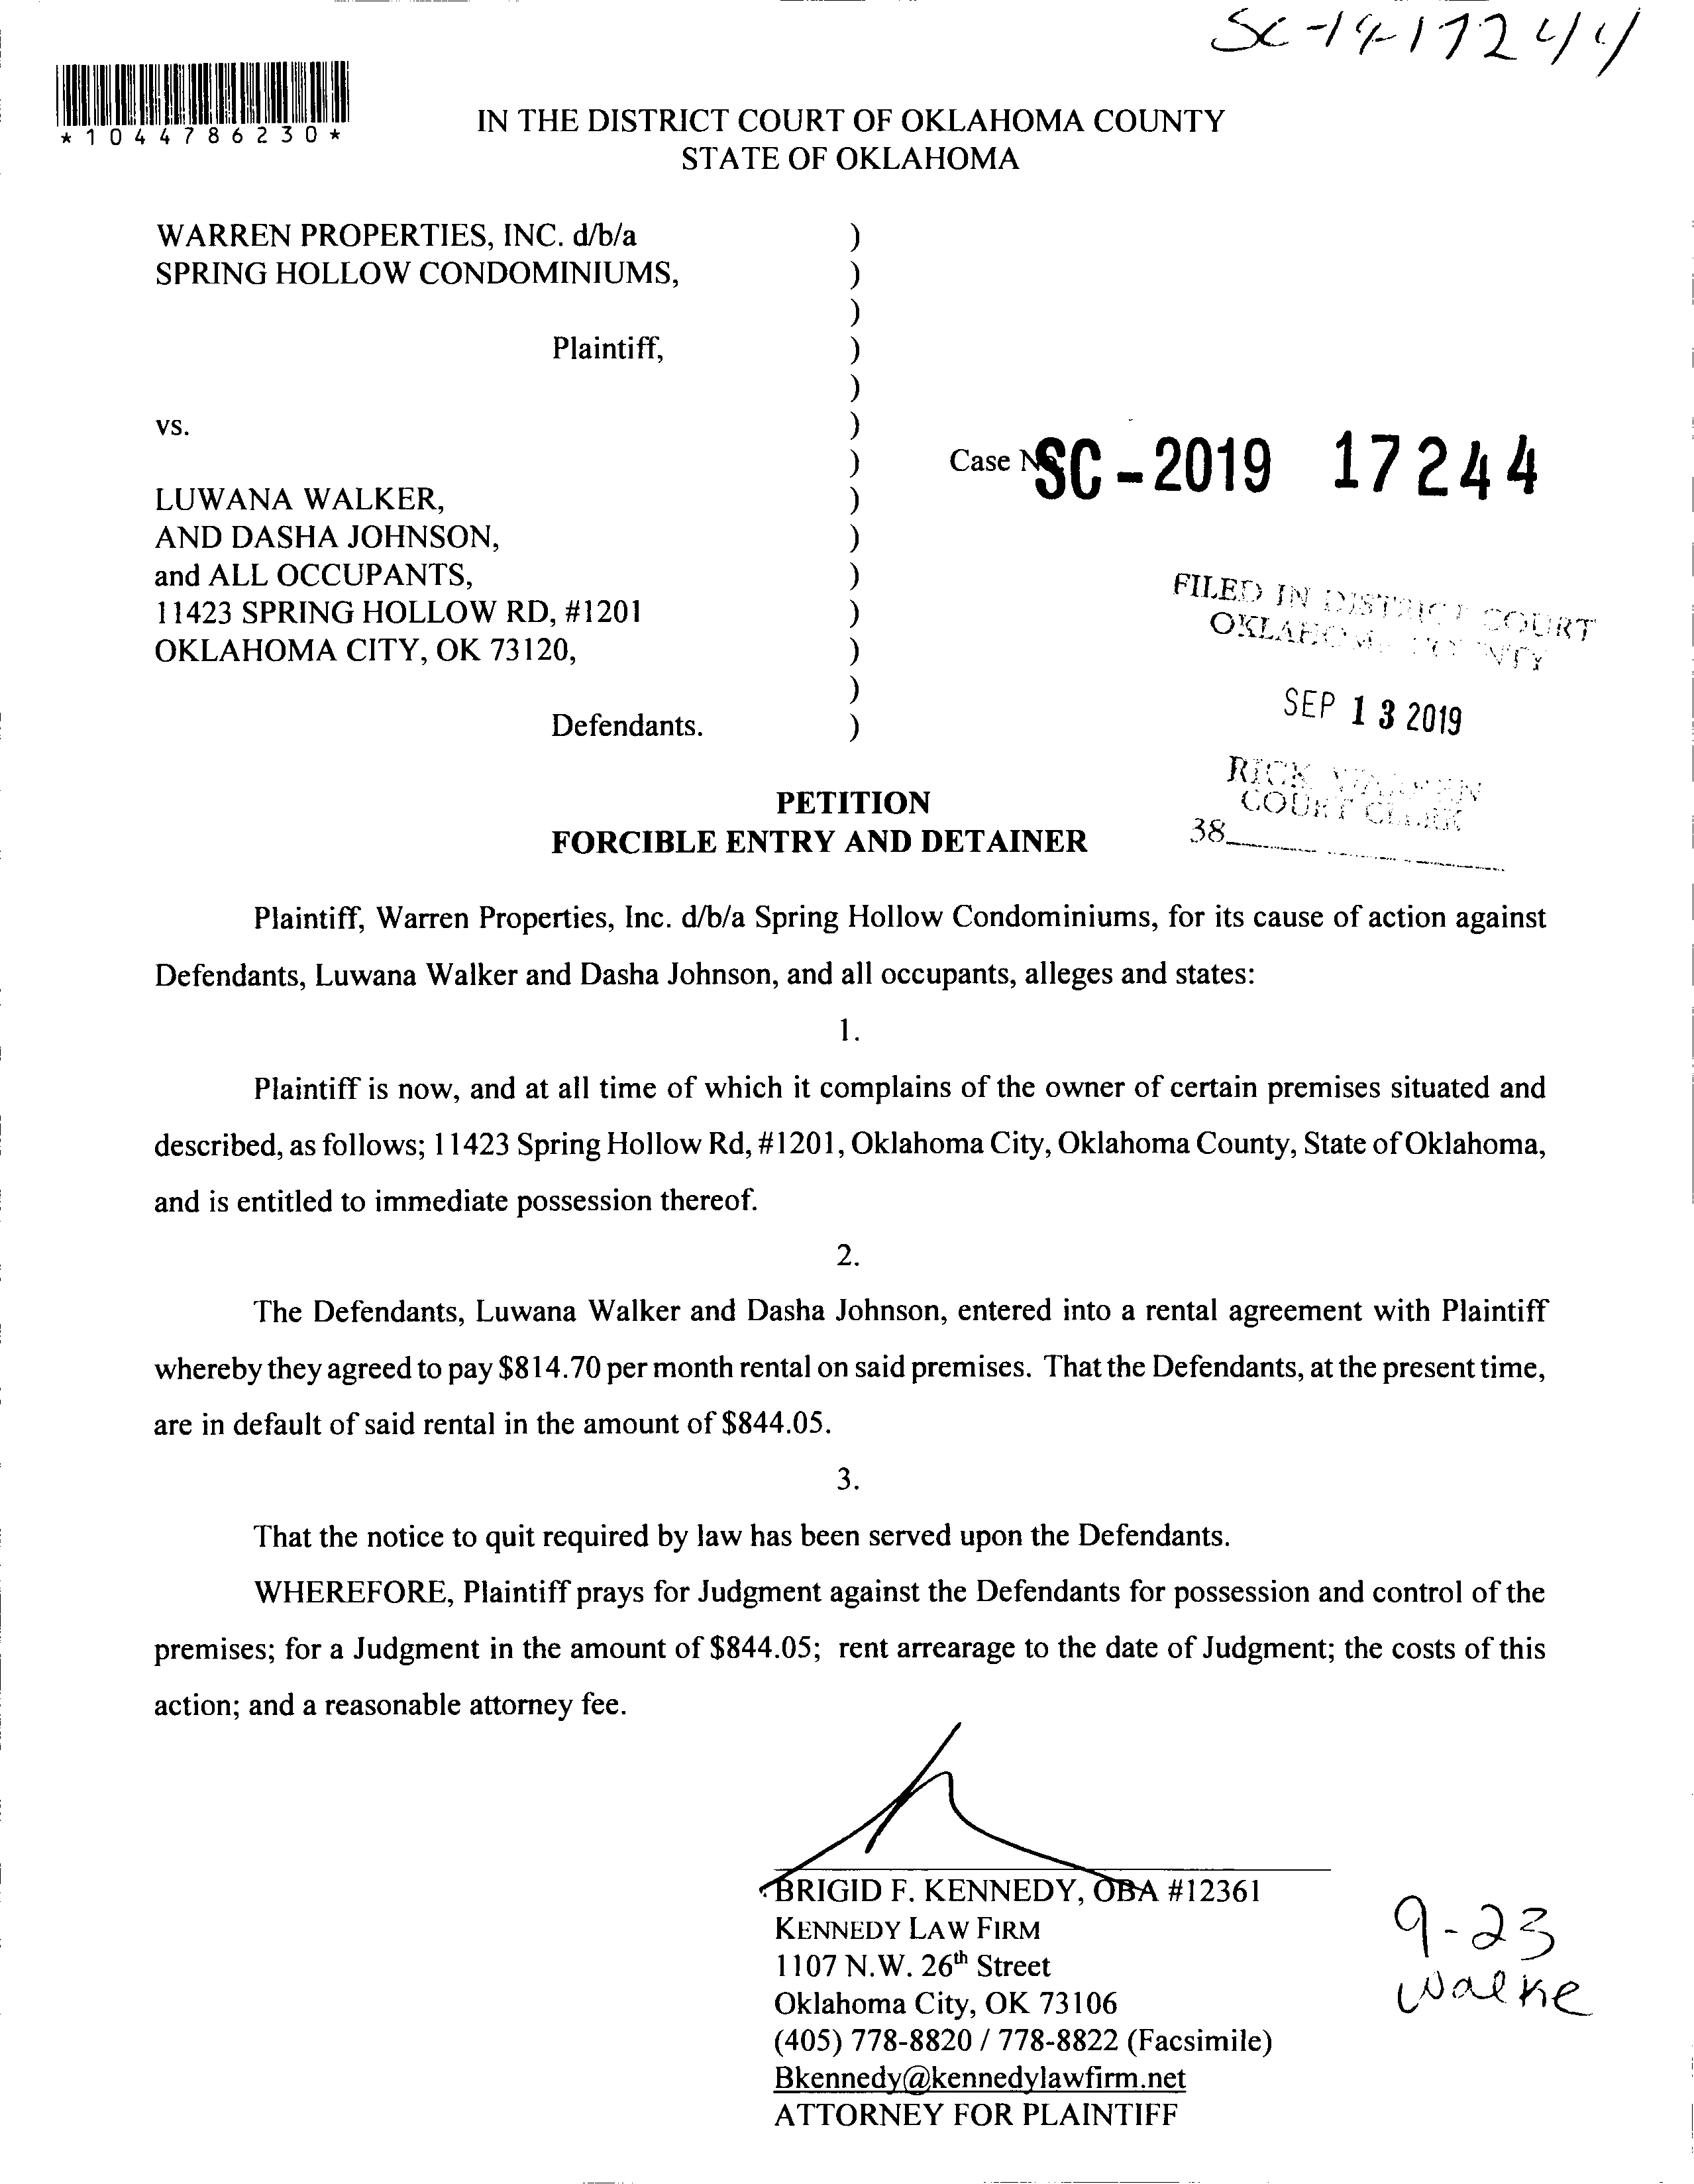 SC-19-17244
*1044786230*
IN THE DISTRICT COURT OF OKLAHOMA COUNTY
STATE OF OKLAHOMA
WARREN PROPERTIES, INC. d/b/a )
SPRING HOLLOW CONDOMINIUMS, )
)
Plaintiff, )
)
vs. )
) Case No SC - 2019 17244
LUWANA WALKER, )
AND DASHA JOHNSON, )
and ALL OCCUPANTS, )
11423 SPRING HOLLOW RD, #1201 )
OKLAHOMA CITY, OK 73120, )
)
Defendants. )
FILED IN DISTRICT COURT
OKLAHOMA COUNTY
SEP 13 2019
RICK WARREN
COURT CLERK
38
PETITION
FORCIBLE ENTRY AND DETAINER
Plaintiff, Warren Properties, Inc. d/b/a Spring Hollow Condominiums, for its cause of action against
Defendants, Luwana Walker and Dasha Johnson, and all occupants, alleges and states:
1.
Plaintiff is now, and at all time of which it complains of the owner of certain premises situated and
described, as follows; 11423 Spring Hollow Rd, #1201, Oklahoma City, Oklahoma County, State of Oklahoma,
and is entitled to immediate possession thereof.
2.
The Defendants, Luwana Walker and Dasha Johnson, entered into a rental agreement with Plaintiff
whereby they agreed to pay $814.70 per month rental on said premises. That the Defendants, at the present time,
are in default of said rental in the amount of $844.05.
3.
That the notice to quit required by law has been served upon the Defendants.
WHEREFORE, Plaintiff prays for Judgment against the Defendants for possession and control of the
premises; for a Judgment in the amount of $844.05; rent arrearage to the date of Judgment; the costs of this
action; and a reasonable attorney fee.
BRIGID F. KENNEDY, OBA #12361
KENNEDY LAW FIRM
1107 N.W. 26th Street
Oklahoma City, OK 73106
(405) 778-8820 / 778-8822 (Facsimile)
Bkennedy@kennedylawfirm.net
ATTORNEY FOR PLAINTIFF
9-23
Walke